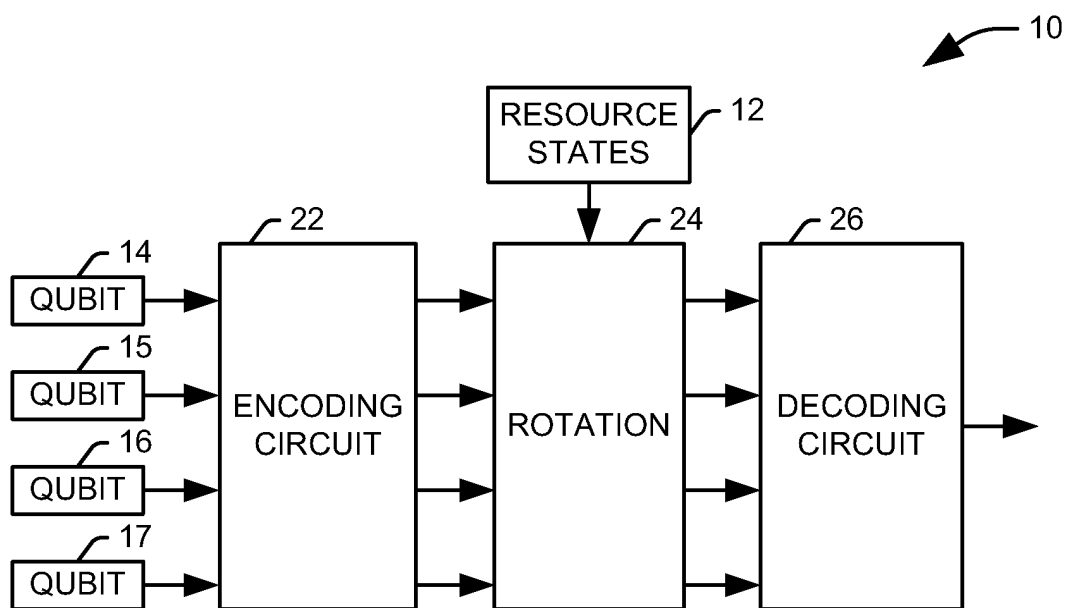 10
RESOURCE
STATES
12
22
24
26
14
QUBIT
15
QUBIT
16
QUBIT
17
QUBIT
ENCODING
CIRCUIT
ROTATION
DECODING
CIRCUIT